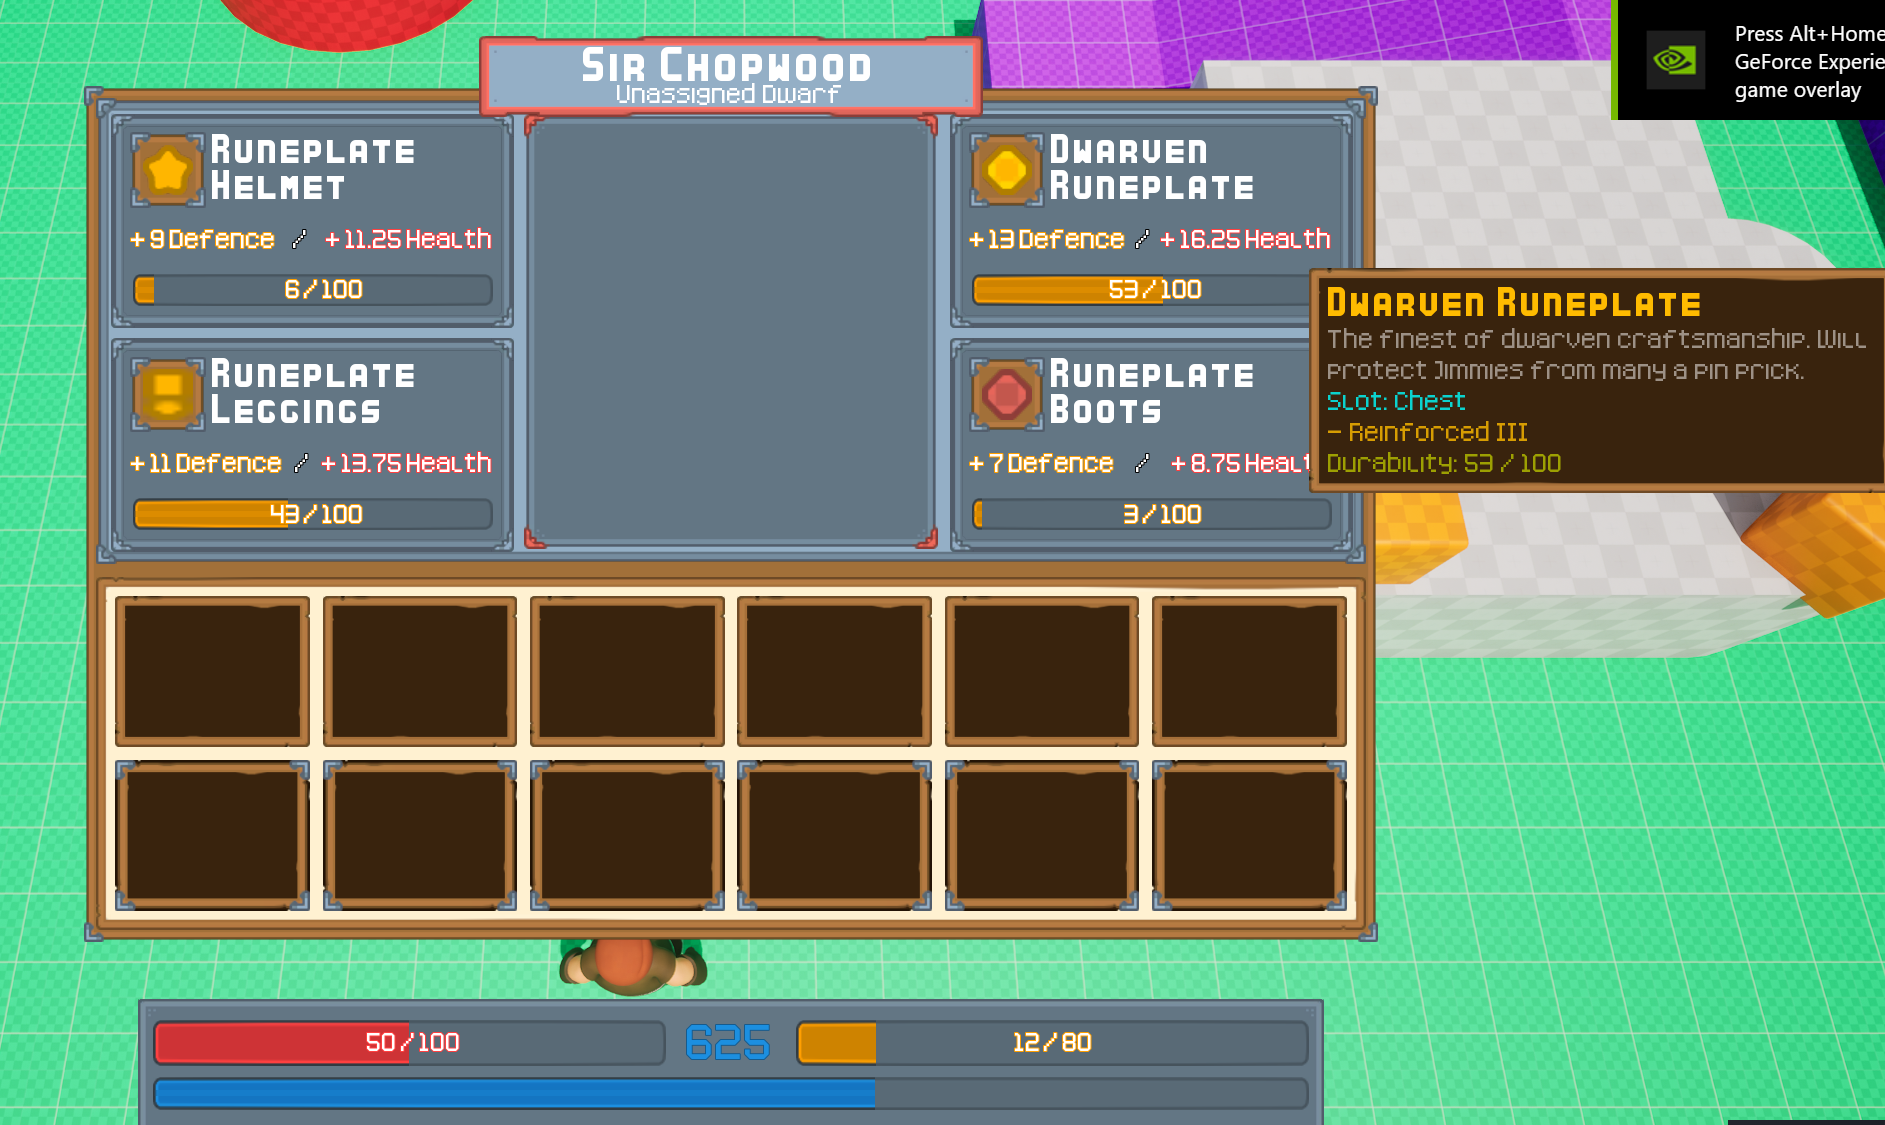 Press Alt+Home
GeForce Experie
game overlay
Sir Chopwood
Unassigned Dwarf
Runeplate
Helmet
+9 Defence / +11.25 Health
6/100
Dwarven
Runeplate
+13 Defence / +16.25 Health
53/100
Runeplate
Leggings
+11 Defence / +13.75 Health
43/100
Runeplate
Boots
+7 Defence / +8.75 Healt
3/100
Dwarven Runeplate
The finest of dwarven craftsmanship. Will
protect Jimmies from many a pin prick.
Slot: Chest
- Reinforced III
Durability: 53 / 100
50/100
625
12/80